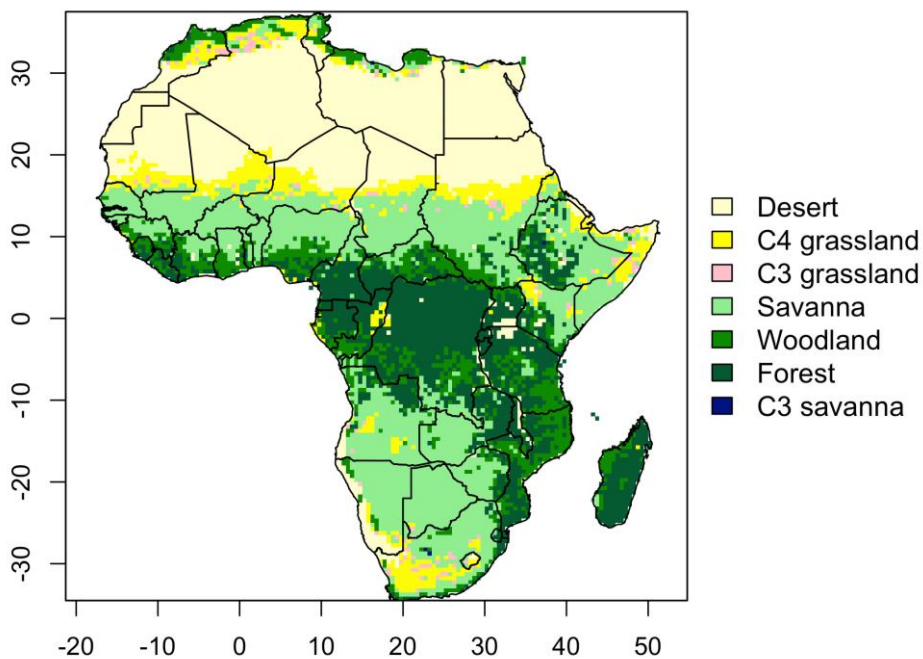 30
20
10
0
-10
-20
-30
-20 -10 0 10 20 30 40 50
Desert
C4 grassland
C3 grassland
Savanna
Woodland
Forest
C3 savanna